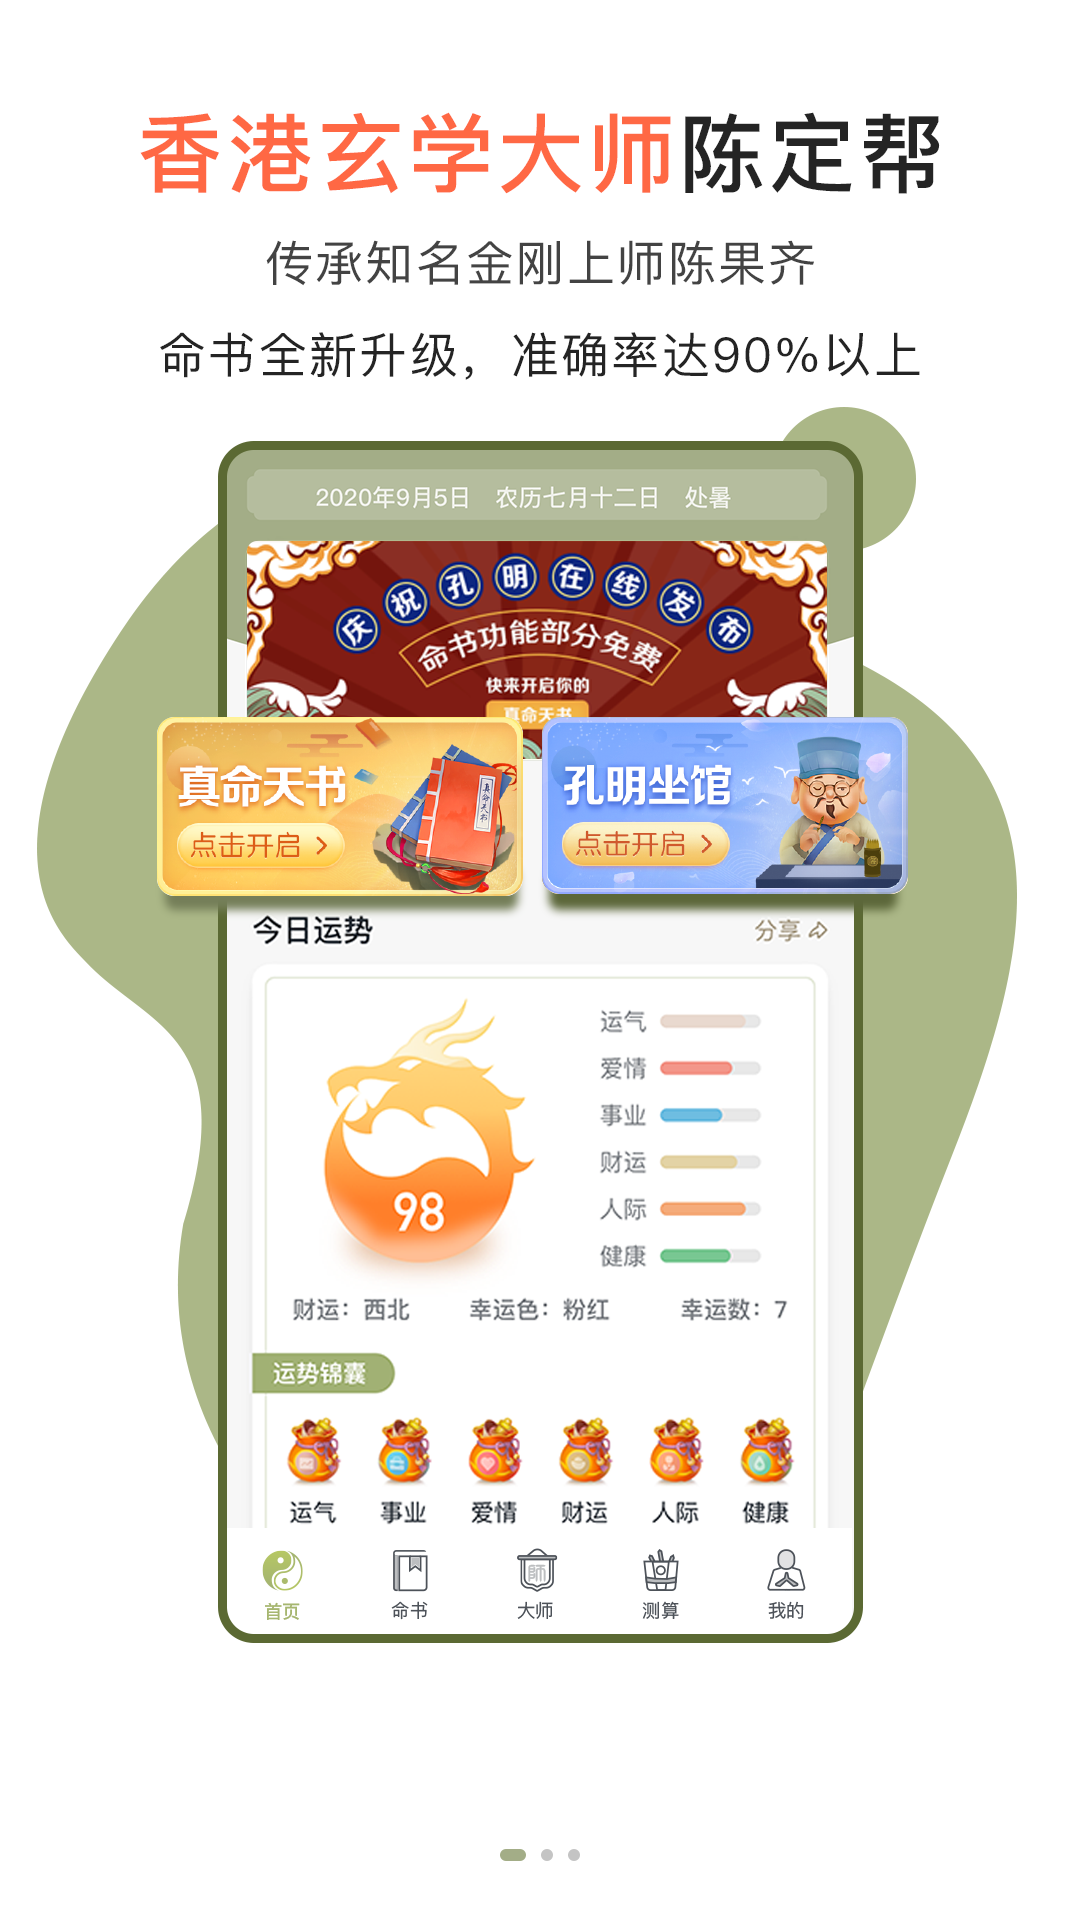 香港玄学大师陈定帮
传承知名金刚上师陈果齐
命书全新升级，准确率达90%以上
2020年9月5日 农历七月十二日 处暑
庆祝孔明在线发布
命书功能部分免费
快来开启你的
真命天书
真命天书
点击开启 >
真命天书
孔明坐馆
点击开启 >
今日运势
分享
98
运气
爱情
事业
财运
人际
健康
财运：西北 幸运色：粉红 幸运数：7
运势锦囊
运气 事业 爱情 财运 人际 健康
師
首页 命书 大师 测算 我的